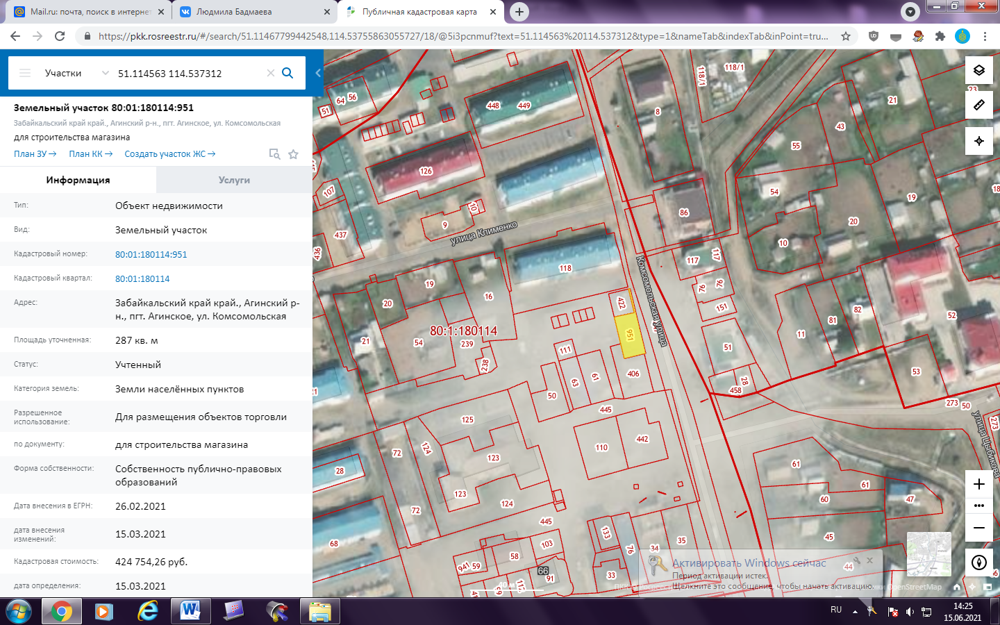 Mail.ru: почта, поиск в интернет
Людмила Бадмаева
Публичная кадастровая карта
https://pkk.rosreestr.ru/#/search/51.11467799442548,114.53755863055727/18/@5i3pcnmuf?text=51.114563%20114.537312&type=1&nameTab&indexTab&inPoint=tru...
Участки
51.114563 114.537312
Земельный участок 80:01:180114:951
Забайкальский край край., Агинский р-н., пгт. Агинское, ул. Комсомольская
для строительства магазина
План ЗУ →
План КК →
Создать участок ЖС →
Информация
Услуги
Тип:
Объект недвижимости
Вид:
Земельный участок
Кадастровый номер:
80:01:180114:951
Кадастровый квартал:
80:01:180114
Адрес:
Забайкальский край край., Агинский р-
н., пгт. Агинское, ул. Комсомольская
Площадь уточненная:
287 кв. м
Статус:
Учтенный
Категория земель:
Земли населённых пунктов
Разрешенное
использование:
Для размещения объектов торговли
по документу:
для строительства магазина
Форма собственности:
Собственность публично-правовых
образований
Дата внесения в ЕГРН:
26.02.2021
дата внесения
изменений:
15.03.2021
Кадастровая стоимость:
424 754,26 руб.
дата определения:
15.03.2021
118/1
118/1
23
64
56
51
448
449
8
21
43
55
126
107
54
19
18
10
9
86
20
437
улица Клименко
10
436
118
117
117
Комсомольская улица
19
20
16
76
76
422
151
82
52
80:1:180114
81
11
21
54
239
951
111
51
238
63
61
406
53
28
458
21
50
273
50
445
125
улица Цыбикова
273
124
72
110
442
123
61
28
61
123
124
60
47
72
445
133
35
45
68
103
76
34
58
59
941
44
66
33
91
112
40 м
Активировать Windows сейчас
Период активации истек.
Щелкните это сообщение, чтобы начать активацию.
OpenStreetMap
RU
14:25
15.06.2021